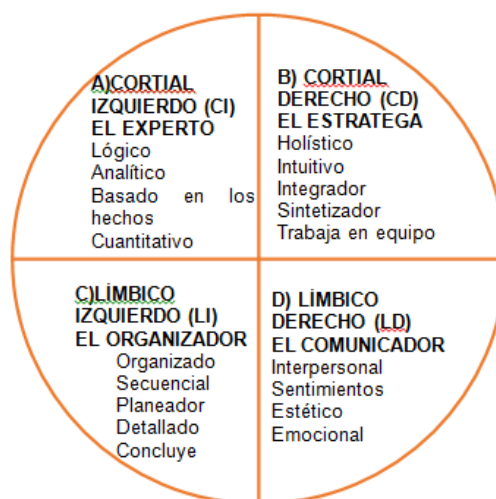 A)CORTIAL
IZQUIERDO (CI)
EL EXPERTO
Lógico
Analítico
Basado en los
hechos
Cuantitativo
B) CORTIAL
DERECHO (CD)
EL ESTRATEGA
Holístico
Intuitivo
Integrador
Sintetizador
Trabaja en equipo
C)LÍMBICO
IZQUIERDO (LI)
EL ORGANIZADOR
Organizado
Secuencial
Planeador
Detallado
Concluye
D) LÍMBICO
DERECHO (LD)
EL COMUNICADOR
Interpersonal
Sentimientos
Estético
Emocional